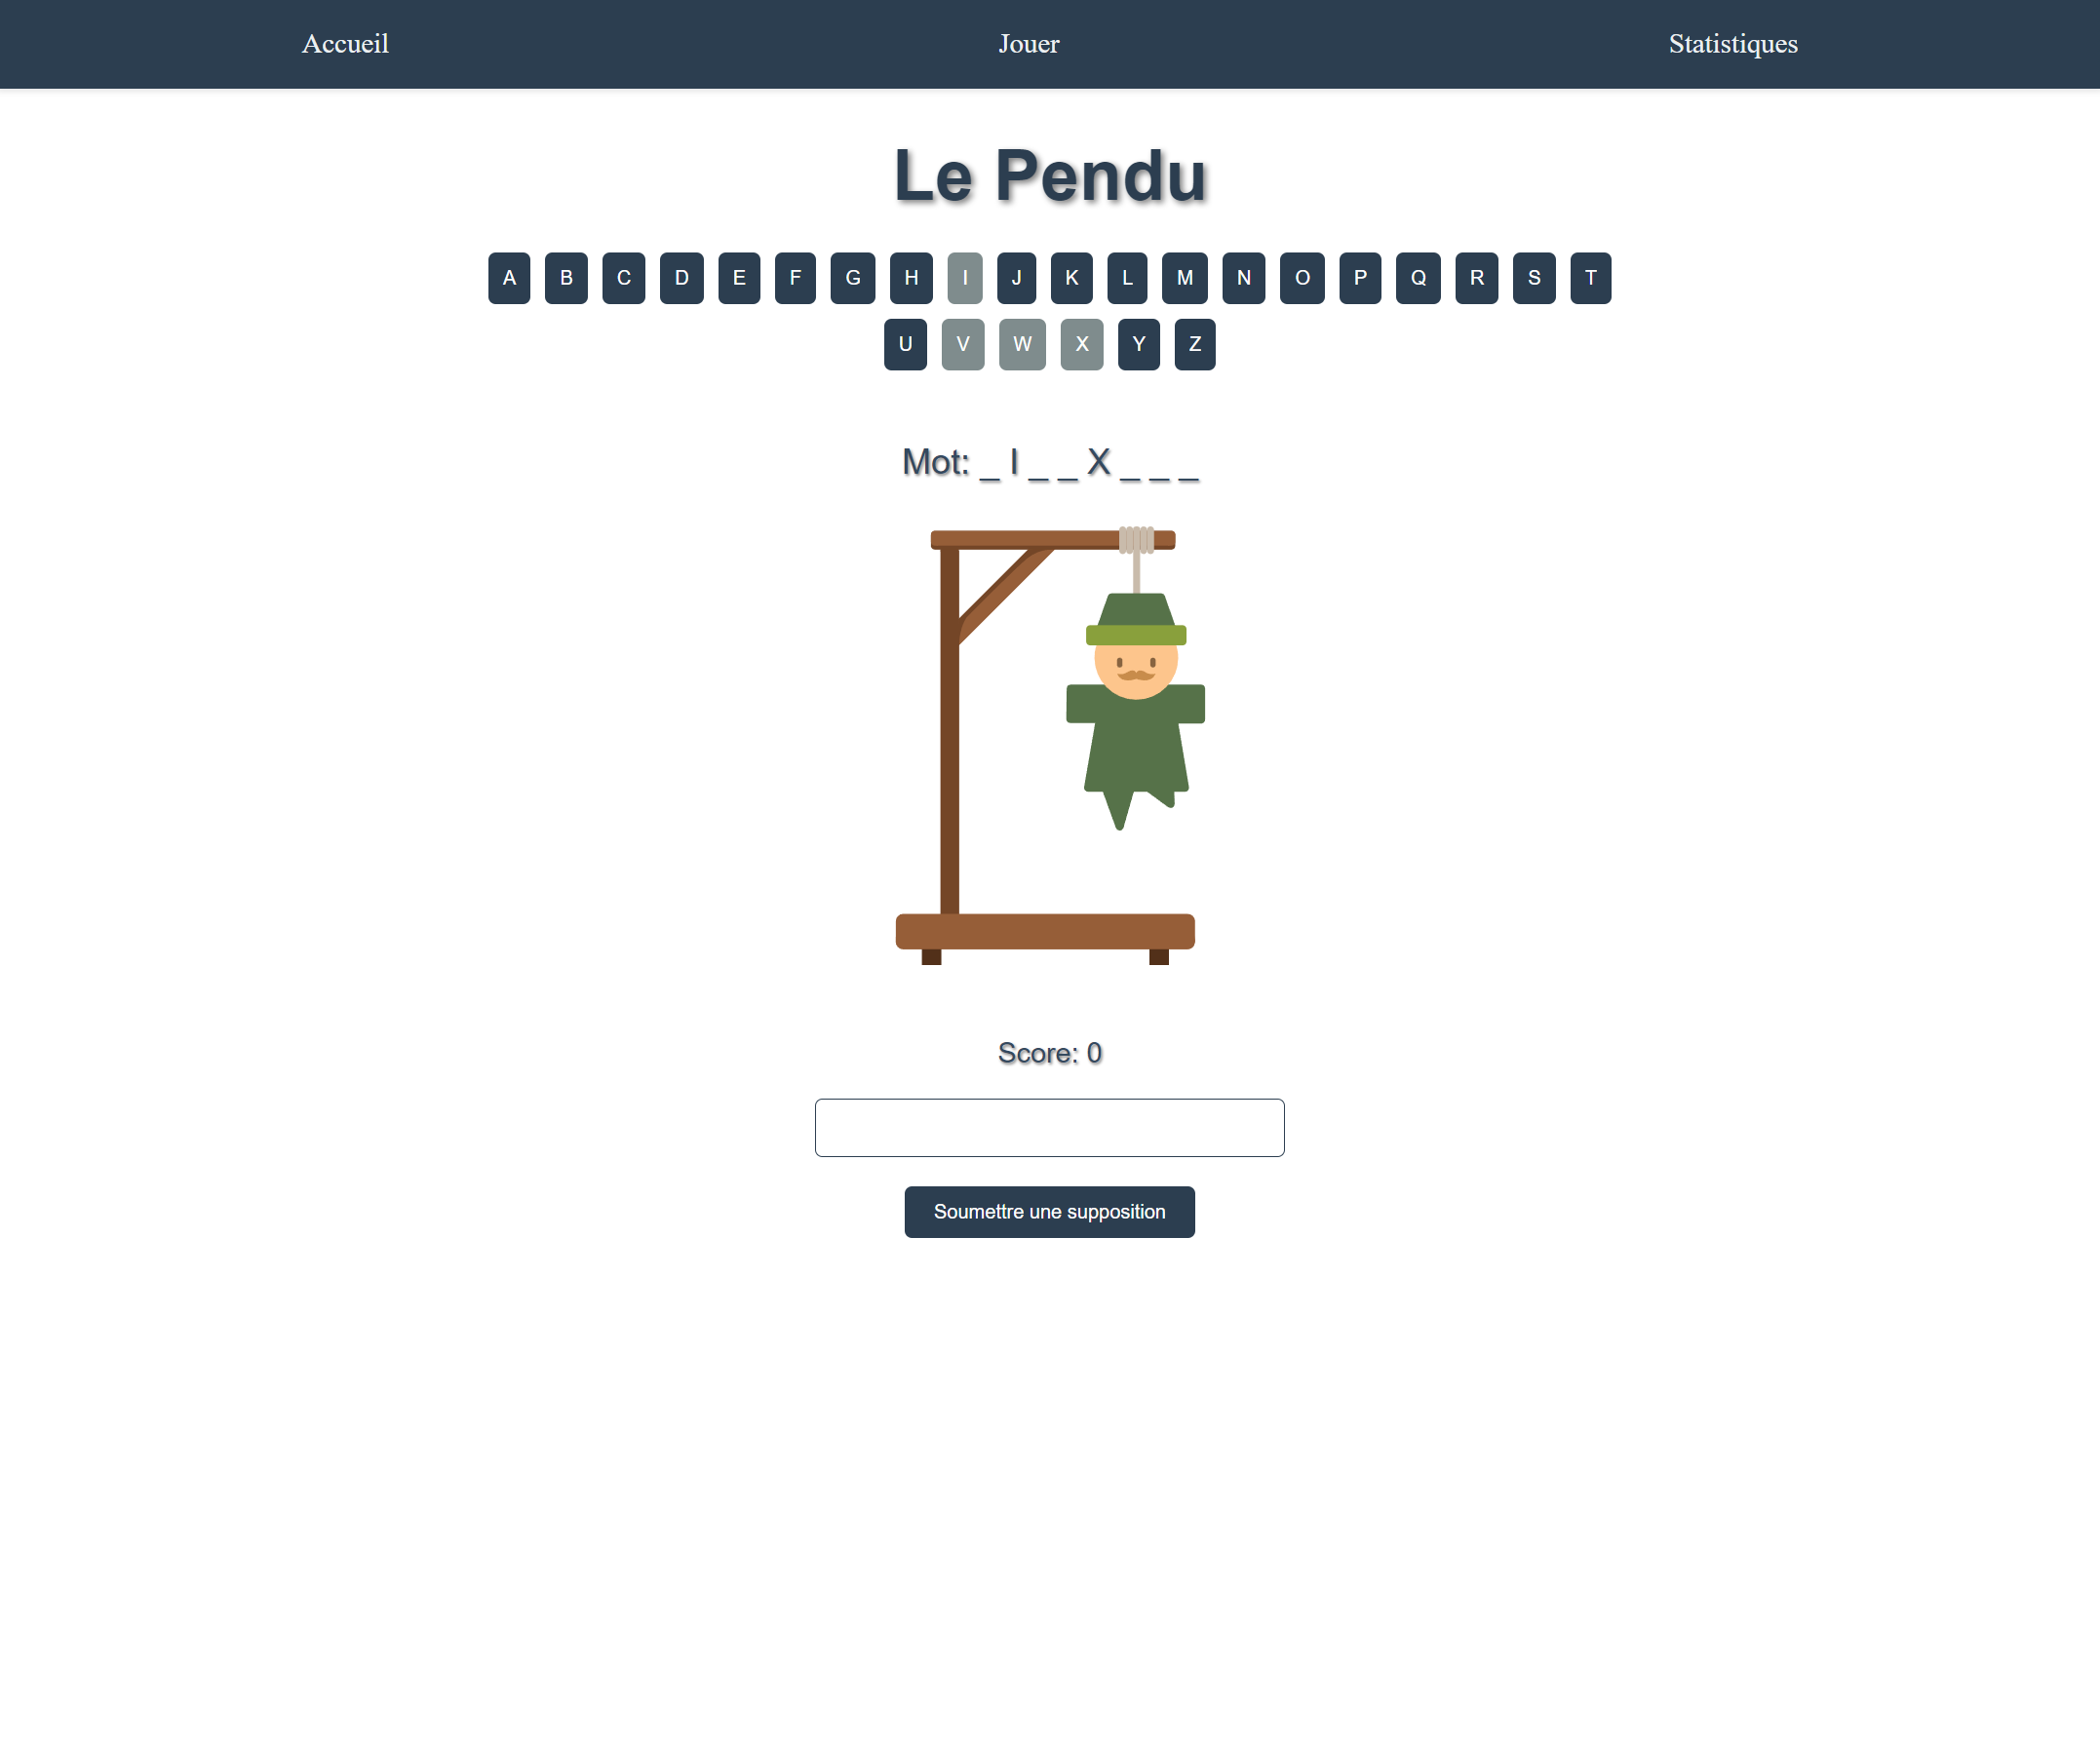 Accueil Jouer Statistiques
Le Pendu
A B C D E F G H I J K L M N O P Q R S T
U V W X Y Z
Mot: _ I _ _ X _ _ _
Score: 0
Soumettre une supposition